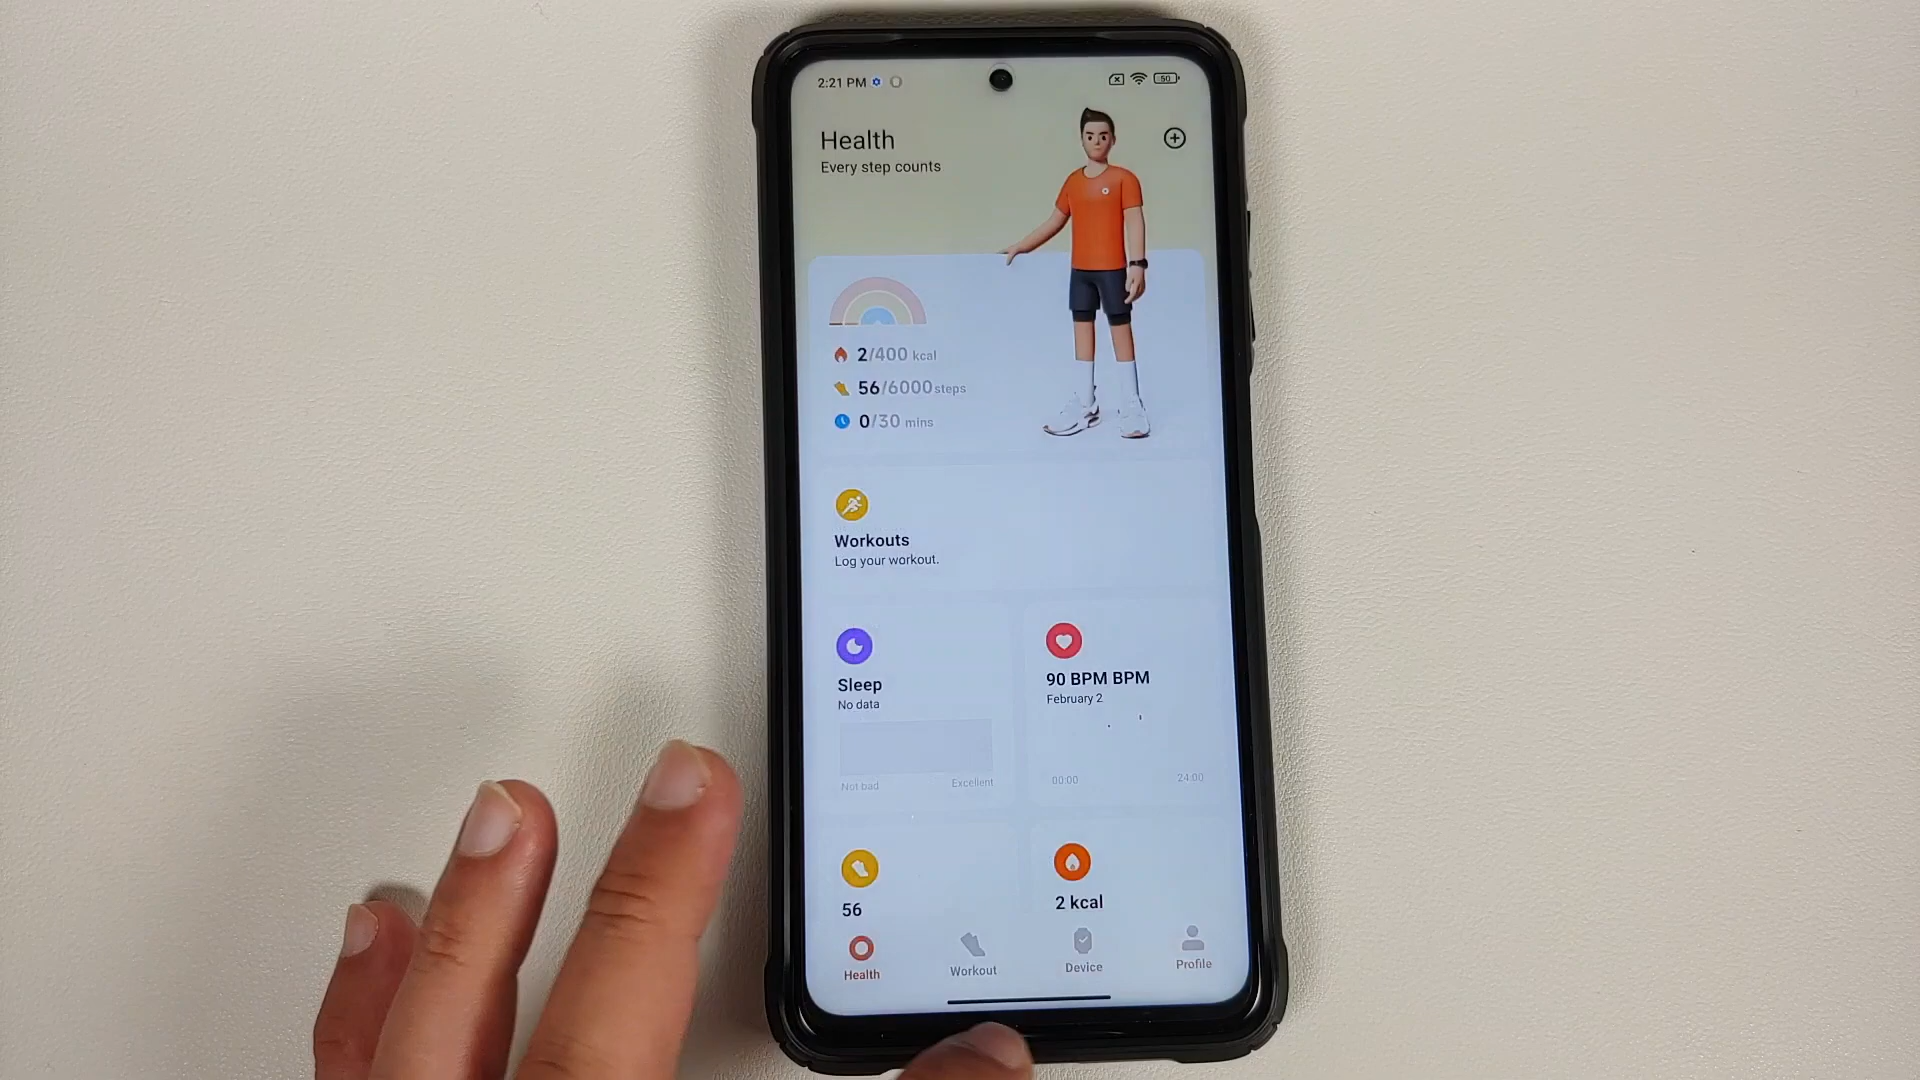 2:21 PM
50
Health
Every step counts
2/400 kcal
56/6000 steps
0/30 mins
Workouts
Log your workout.
Sleep
No data
Not bad
Excellent
90 BPM BPM
February 2
00:00
24:00
56
2 kcal
Health
Workout
Device
Profile